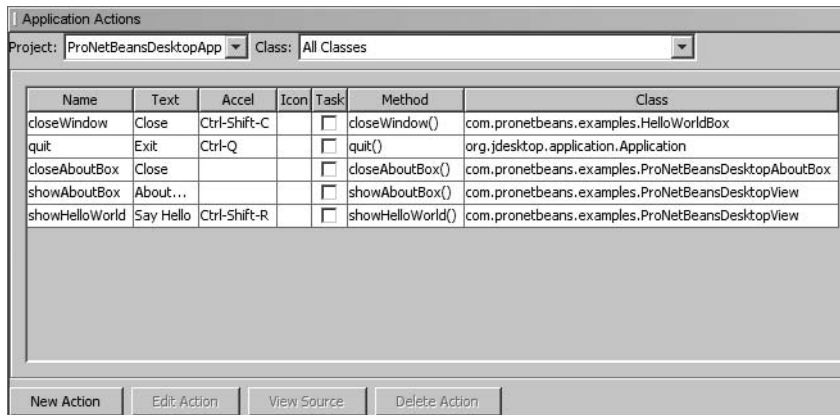 Application Actions
Project: ProNetBeansDesktopApp Class: All Classes
Name Text Accel Icon Task Method Class
closeWindow Close Ctrl-Shift-C closeWindow() com.pronetbeans.examples.HelloWorldBox
quit Exit Ctrl-Q quit() org.jdesktop.application.Application
closeAboutBox Close closeAboutBox() com.pronetbeans.examples.ProNetBeansDesktopAboutBox
showAboutBox About... showAboutBox() com.pronetbeans.examples.ProNetBeansDesktopView
showHelloWorld Say Hello Ctrl-Shift-R showHelloWorld() com.pronetbeans.examples.ProNetBeansDesktopView
New Action Edit Action View Source Delete Action